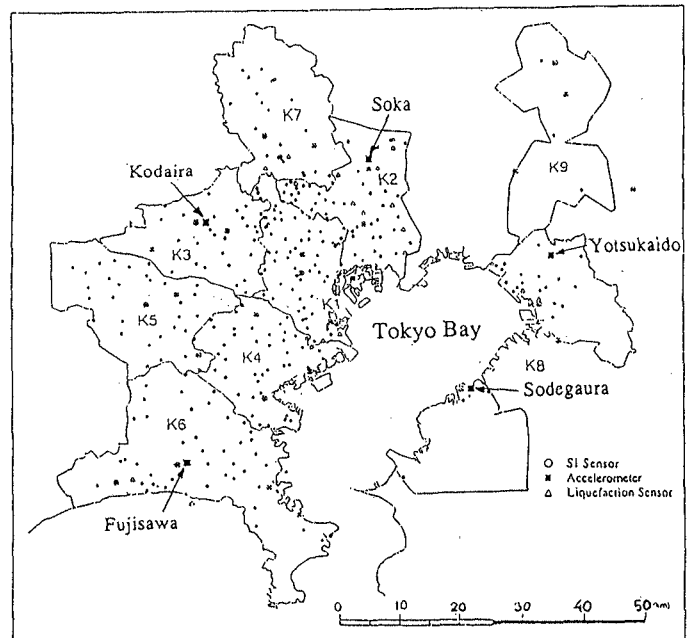 K7
Soka
K2
K9
Kodaira
K3
Yotsukaido
K1
K5
Tokyo Bay
K4
K8
Sodegaura
K6
SI Sensor
Accelerometer
Liquefaction Sensor
Fujisawa
0 10 20 30 40 50 (km)